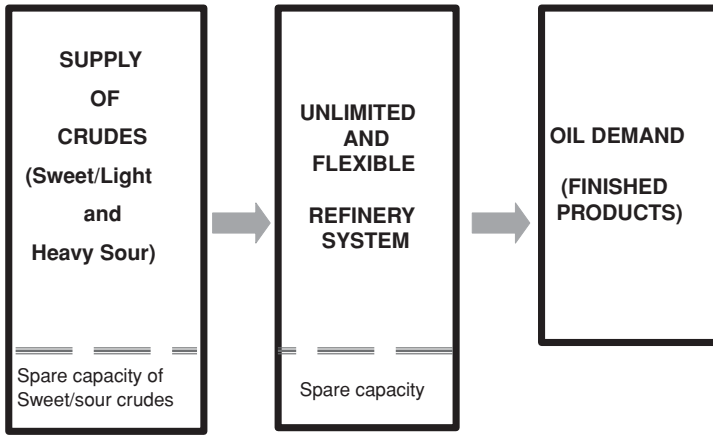 SUPPLY
OF
CRUDES
(Sweet/Light
and
Heavy Sour)
Spare capacity of
Sweet/sour crudes
UNLIMITED
AND
FLEXIBLE
REFINERY
SYSTEM
Spare capacity
OIL DEMAND
(FINISHED
PRODUCTS)